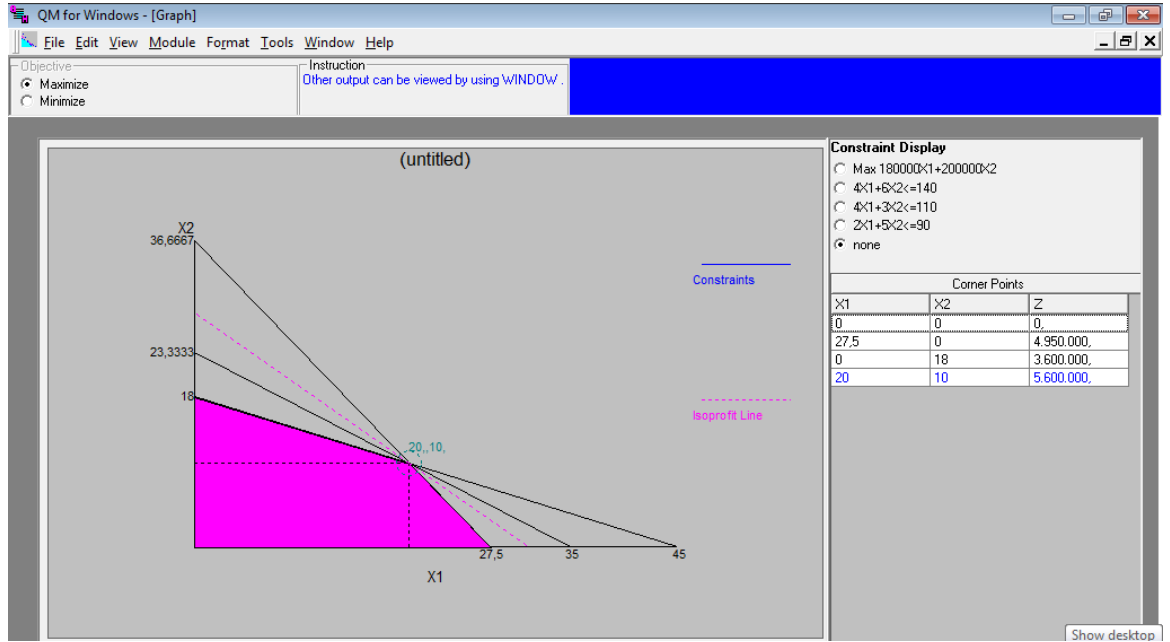 QM for Windows - [Graph]
File Edit View Module Format Tools Window Help
Objective
Maximize
Minimize
Instruction
Other output can be viewed by using WINDOW .
(untitled)
X2
36,6667
23,3333
18
,20,,10,
27,5
35
45
X1
Constraints
Isoprofit Line
Constraint Display
Max 180000X1+200000X2
4X1+6X2<=140
4X1+3X2<=110
2X1+5X2<=90
none
Corner Points
X1 X2 Z
0 0 0,
27,5 0 4.950.000,
0 18 3.600.000,
20 10 5.600.000,
Show desktop